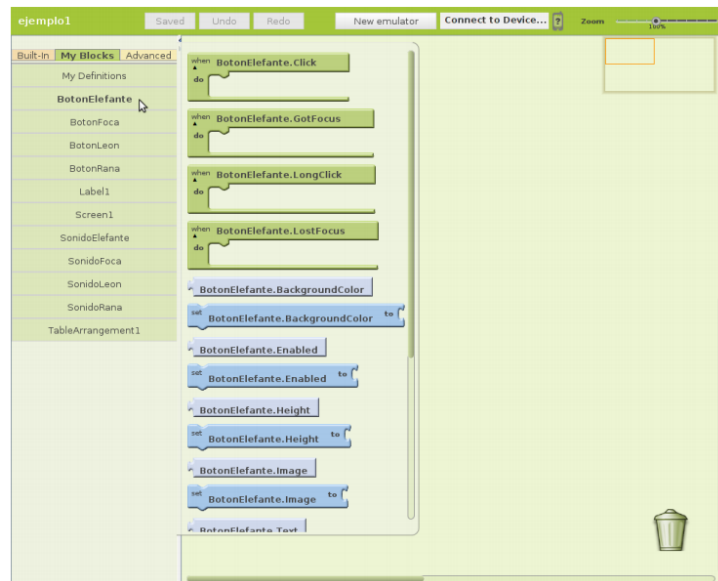 ejemplo1 Saved Undo Redo New emulator Connect to Device... Zoom
100%
Built-In My Blocks Advanced
My Definitions
BotonElefante
BotonFoca
BotonLeon
BotonRana
Label1
Screen1
SonidoElefante
SonidoFoca
SonidoLeon
SonidoRana
TableArrangement1
when BotonElefante.Click
do
when BotonElefante.GotFocus
do
when BotonElefante.LongClick
do
when BotonElefante.LostFocus
do
BotonElefante.BackgroundColor
set BotonElefante.BackgroundColor to
BotonElefante.Enabled
set BotonElefante.Enabled to
BotonElefante.Height
set BotonElefante.Height to
BotonElefante.Image
set BotonElefante.Image to
BotonElefante.Text